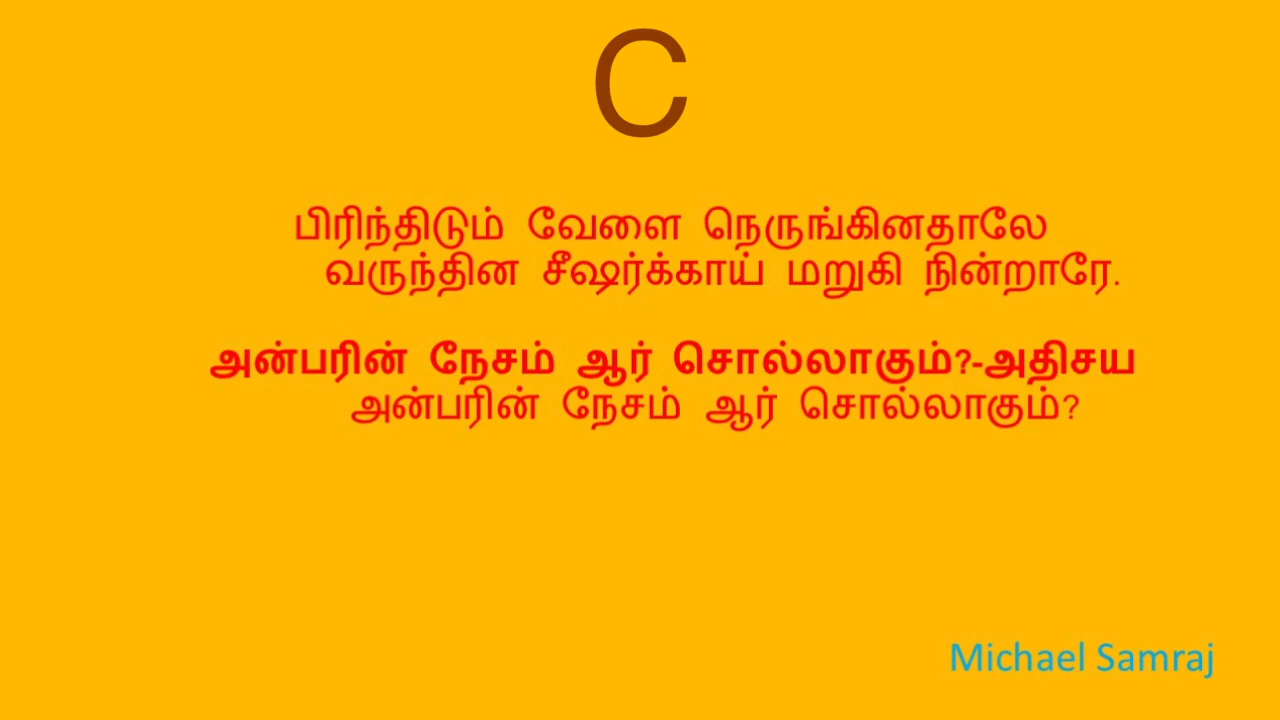 C
பிரிந்திடும் வேளை நெருங்கினதாலே
வருந்தின சீஷர்க்காய் மறுகி நின்றாரே.
அன்பரின் நேசம் ஆர் சொல்லாகும்?-அதிசய
அன்பரின் நேசம் ஆர் சொல்லாகும்?
Michael Samraj